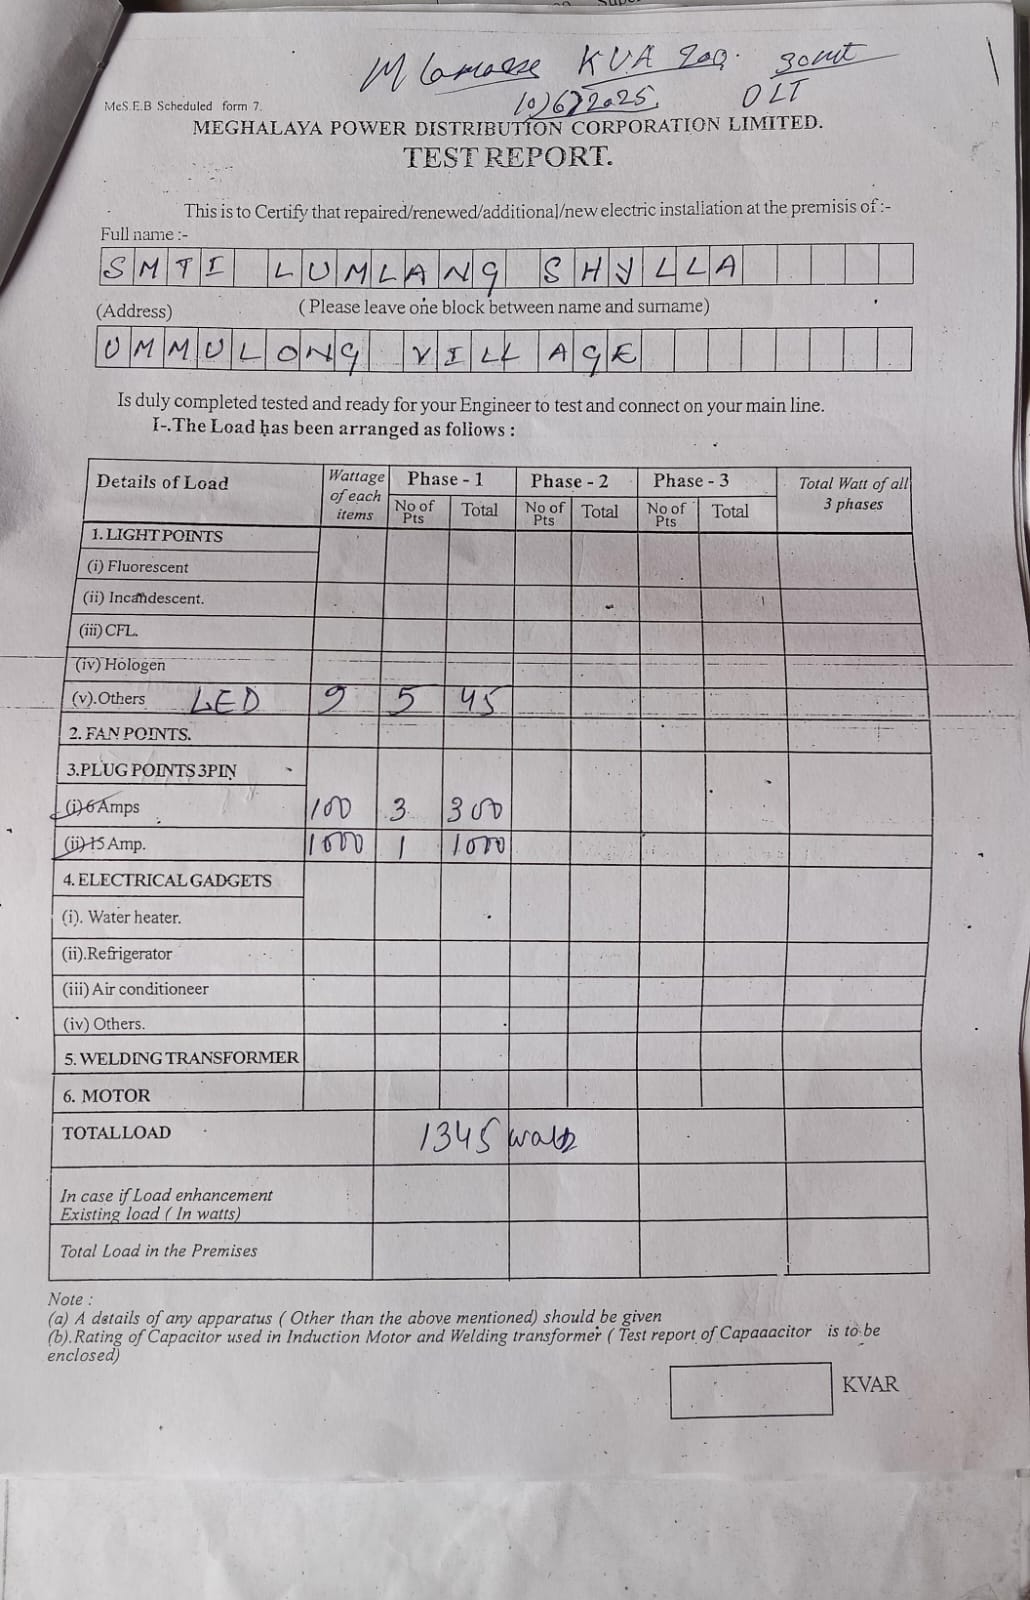 KVA 30mt
10/6/2025, OLT
MeS.E.B Scheduled form 7.
MEGHALAYA POWER DISTRIBUTION CORPORATION LIMITED.
TEST REPORT.
This is to Certify that repaired/renewed/additional/new electric installation at the premisis of :-
Full name :-
SMTI LUMLANG SHYLLA
(Address) ( Please leave one block between name and surname)
UMMULONG VILLAGE
Is duly completed tested and ready for your Engineer to test and connect on your main line.
I-.The Load has been arranged as follows :
Details of Load Wattage of each items Phase - 1 Phase - 2 Phase - 3 Total Watt of all 3 phases
No of Pts Total No of Pts Total No of Pts Total
1. LIGHT POINTS
(i) Fluorescent
(ii) Incandescent.
(iii) CFL.
(iv) Hologen
(v).Others LED 9 5 45
2. FAN POINTS.
3.PLUG POINTS 3PIN
(i) 6 Amps 100 3 300
(ii) 15 Amp. 1000 1 1000
4. ELECTRICAL GADGETS
(i). Water heater.
(ii).Refrigerator
(iii) Air conditioneer
(iv) Others.
5. WELDING TRANSFORMER
6. MOTOR
TOTAL LOAD 1345 watts
In case if Load enhancement
Existing load ( In watts)
Total Load in the Premises
Note :
(a) A details of any apparatus ( Other than the above mentioned) should be given
(b).Rating of Capacitor used in Induction Motor and Welding transformer ( Test report of Capaaacitor is to be
enclosed)
KVAR